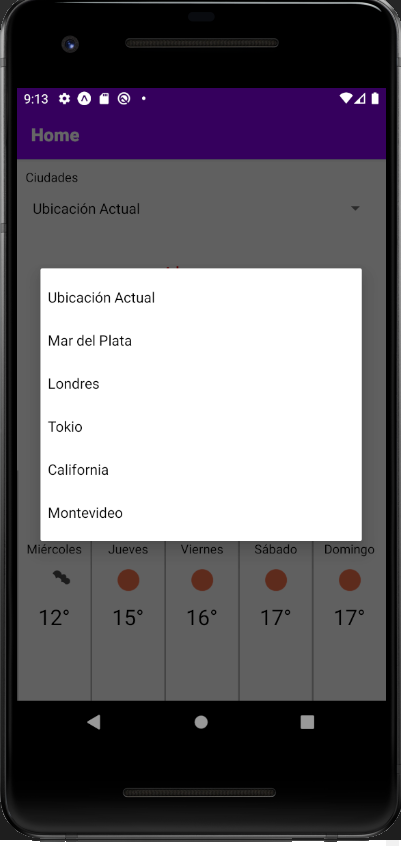 9:13
Home
Ciudades
Ubicación Actual
Ubicación Actual
Mar del Plata
Londres
Tokio
California
Montevideo
Miércoles Jueves Viernes Sábado Domingo
12° 15° 16° 17° 17°